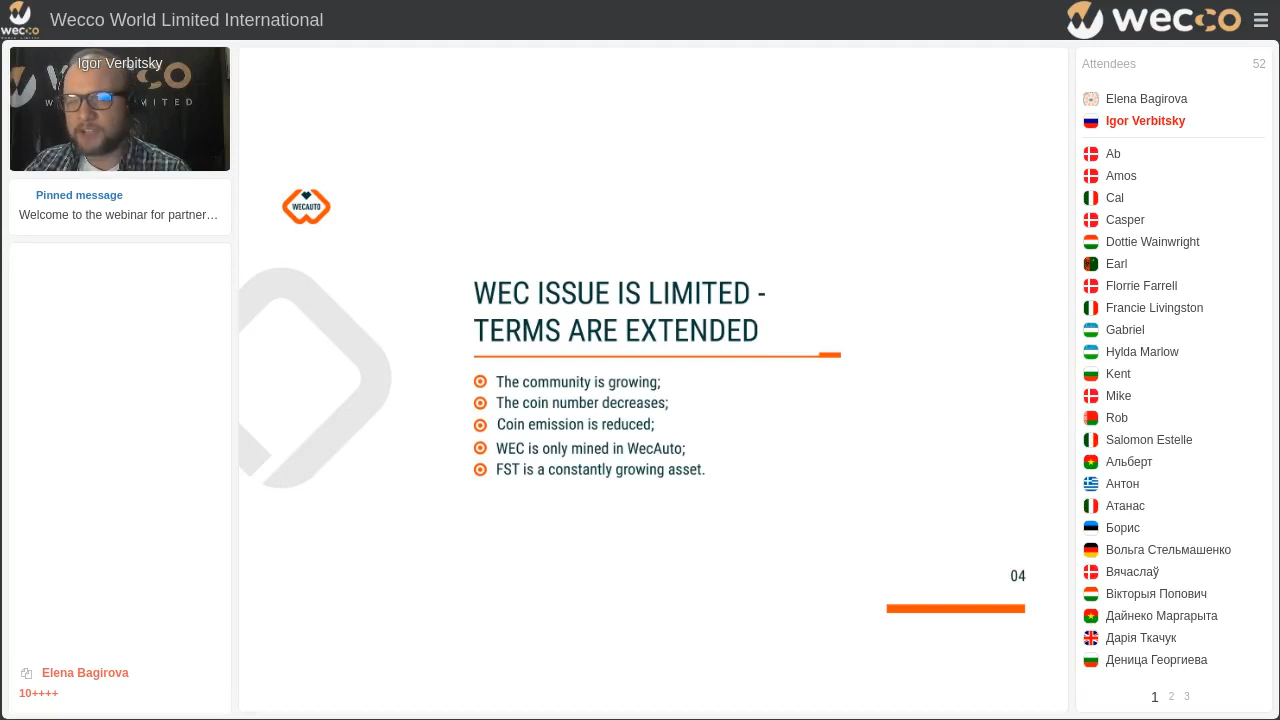 wecco
WORLD LIMITED
Wecco World Limited International
wecco
Igor Verbitsky
Pinned message
Welcome to the webinar for partner…
Elena Bagirova
10++++
WECAUTO
WEC ISSUE IS LIMITED -
TERMS ARE EXTENDED
The community is growing;
The coin number decreases;
Coin emission is reduced;
WEC is only mined in WecAuto;
FST is a constantly growing asset.
04
Attendees 52
Elena Bagirova
Igor Verbitsky
Ab
Amos
Cal
Casper
Dottie Wainwright
Earl
Florrie Farrell
Francie Livingston
Gabriel
Hylda Marlow
Kent
Mike
Rob
Salomon Estelle
Альберт
Антон
Атанас
Борис
Вольга Стельмашенко
Вячаслаў
Вікторыя Попович
Дайнеко Маргарыта
Дарія Ткачук
Деница Георгиева
1 2 3